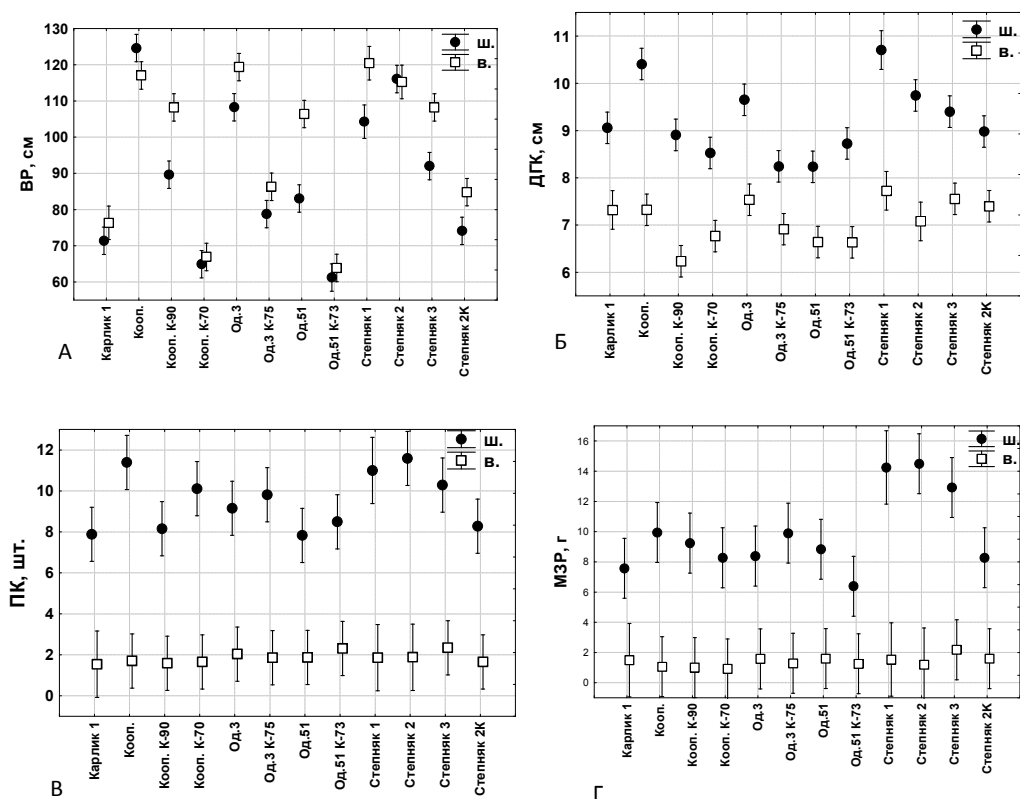 130
120
110
100
90
80
70
60
ВР, см
ш.
в.
Карлик 1
Кооп.
Кооп. К-90
Кооп. К-70
Од.3
Од.3 К-75
Од.51
Од.51 К-73
Степняк 1
Степняк 2
Степняк 3
Степняк 2К
А
11
10
9
8
7
6
ДГК, см
ш.
в.
Карлик 1
Кооп.
Кооп. К-90
Кооп. К-70
Од.3
Од.3 К-75
Од.51
Од.51 К-73
Степняк 1
Степняк 2
Степняк 3
Степняк 2К
Б
12
10
8
6
4
2
0
ПК, шт.
ш.
в.
Карлик 1
Кооп.
Кооп. К-90
Кооп. К-70
Од.3
Од.3 К-75
Од.51
Од.51 К-73
Степняк 1
Степняк 2
Степняк 3
Степняк 2К
В
16
14
12
10
8
6
4
2
0
МЗР, г
ш.
в.
Карлик 1
Кооп.
Кооп. К-90
Кооп. К-70
Од.3
Од.3 К-75
Од.51
Од.51 К-73
Степняк 1
Степняк 2
Степняк 3
Степняк 2К
Г